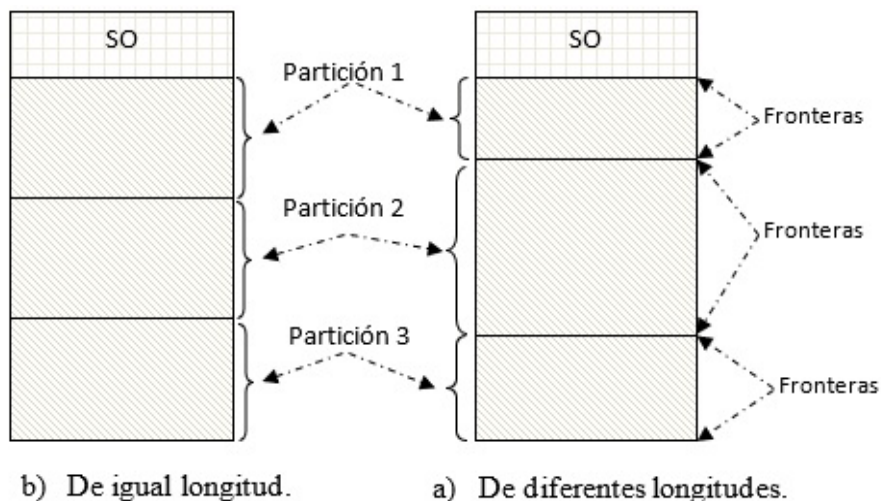 SO
SO
Partición 1
Fronteras
Partición 2
Fronteras
Partición 3
Fronteras
b) De igual longitud.
a) De diferentes longitudes.